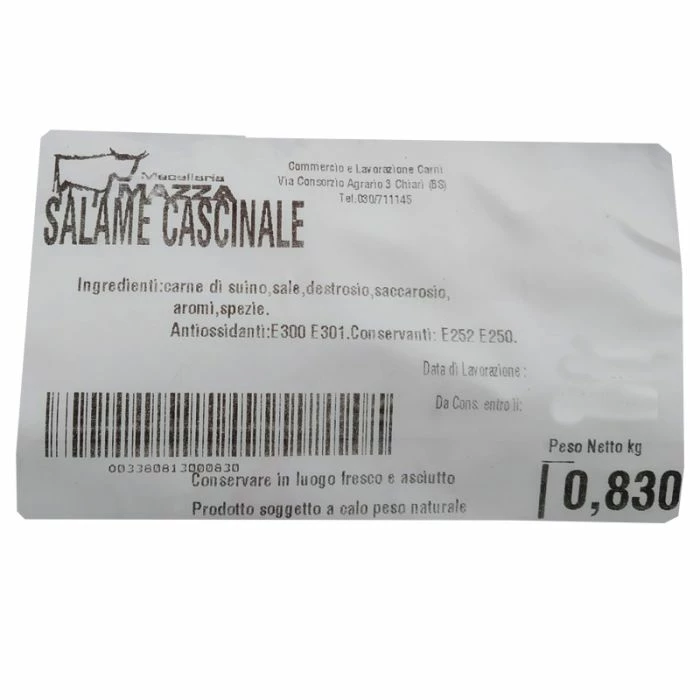 Macelleria
MAZZA
Commercio e Lavorazione Carni
Via Consorzio Agrario 3 Chiari (BS)
Tel.030/711145
SALAME CASCINALE
Ingredienti:carne di suino,sale,destrosio,saccarosio,
aromi,spezie.
Antiossidanti:E300 E301.Conservanti: E252 E250.
Data di Lavorazione :
Da Cons. entro il:
003380813000830
Peso Netto kg
0,830
Conservare in luogo fresco e asciutto
Prodotto soggetto a calo peso naturale